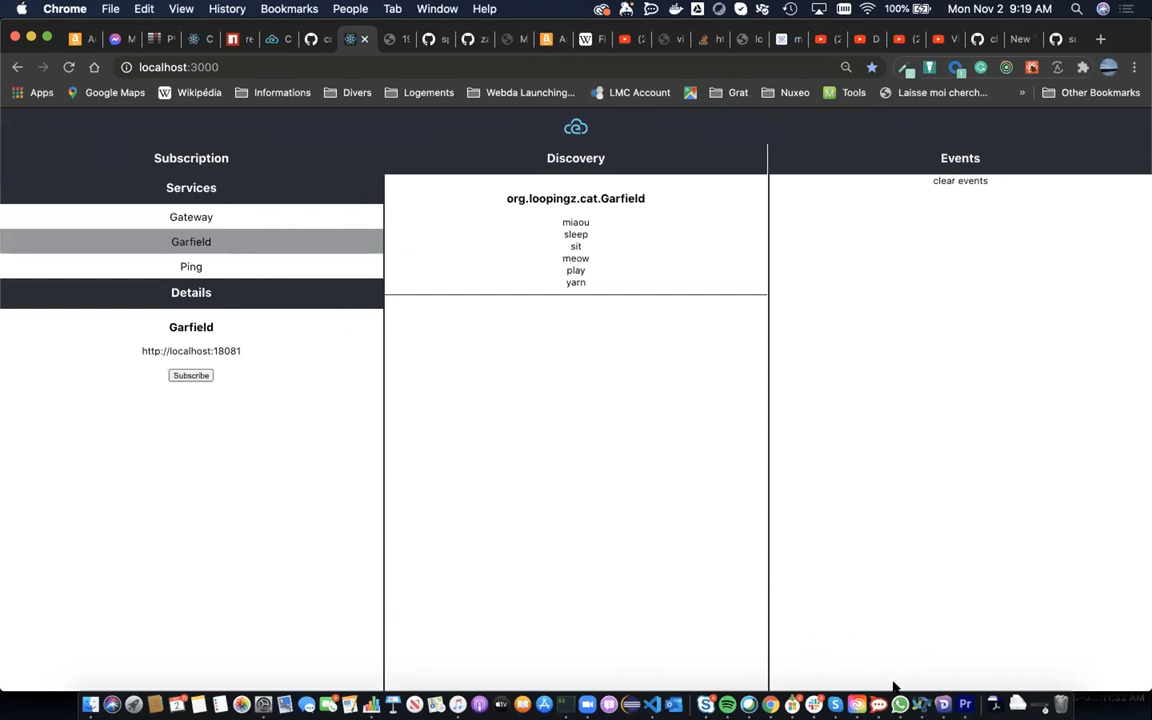 Chrome File Edit View History Bookmarks People Tab Window Help 100% Mon Nov 2 9:19 AM
localhost:3000
Apps Google Maps Wikipédia Informations Divers Logements Webda Launching... LMC Account Grat Nuxeo Tools Laisse moi cherch... » Other Bookmarks
Subscription
Services
Gateway
Garfield
Ping
Details
Garfield
http://localhost:18081
Subscribe
Discovery
org.loopingz.cat.Garfield
miaou
sleep
sit
meow
play
yarn
Events
clear events